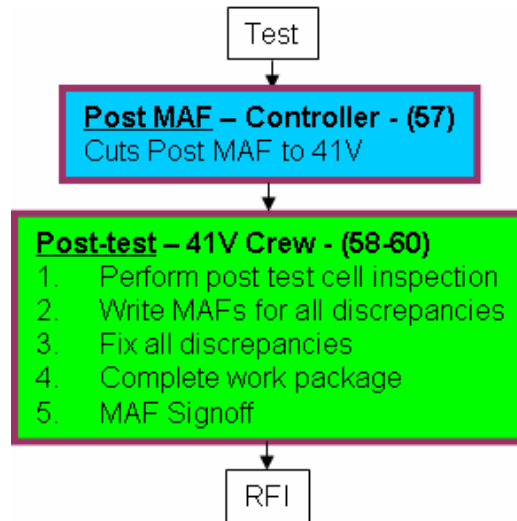 Test
Post MAF – Controller - (57)
Cuts Post MAF to 41V
Post-test – 41V Crew - (58-60)
1. Perform post test cell inspection
2. Write MAFs for all discrepancies
3. Fix all discrepancies
4. Complete work package
5. MAF Signoff
RFI